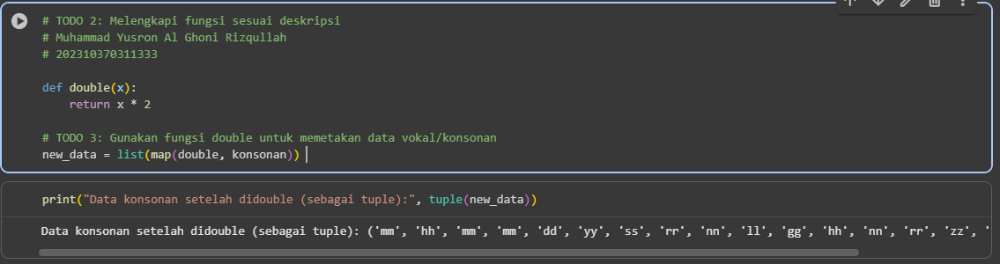 # TODO 2: Melengkapi fungsi sesuai deskripsi
# Muhammad Yusron Al Ghoni Rizqullah
# 202310370311333
def double(x):
    return x * 2
# TODO 3: Gunakan fungsi double untuk memetakan data vokal/konsonan
new_data = list(map(double, konsonan))
print("Data konsonan setelah didouble (sebagai tuple):", tuple(new_data))
Data konsonan setelah didouble (sebagai tuple): ('mm', 'hh', 'mm', 'mm', 'dd', 'yy', 'ss', 'rr', 'nn', 'll', 'gg', 'hh', 'nn', 'rr', 'zz', '